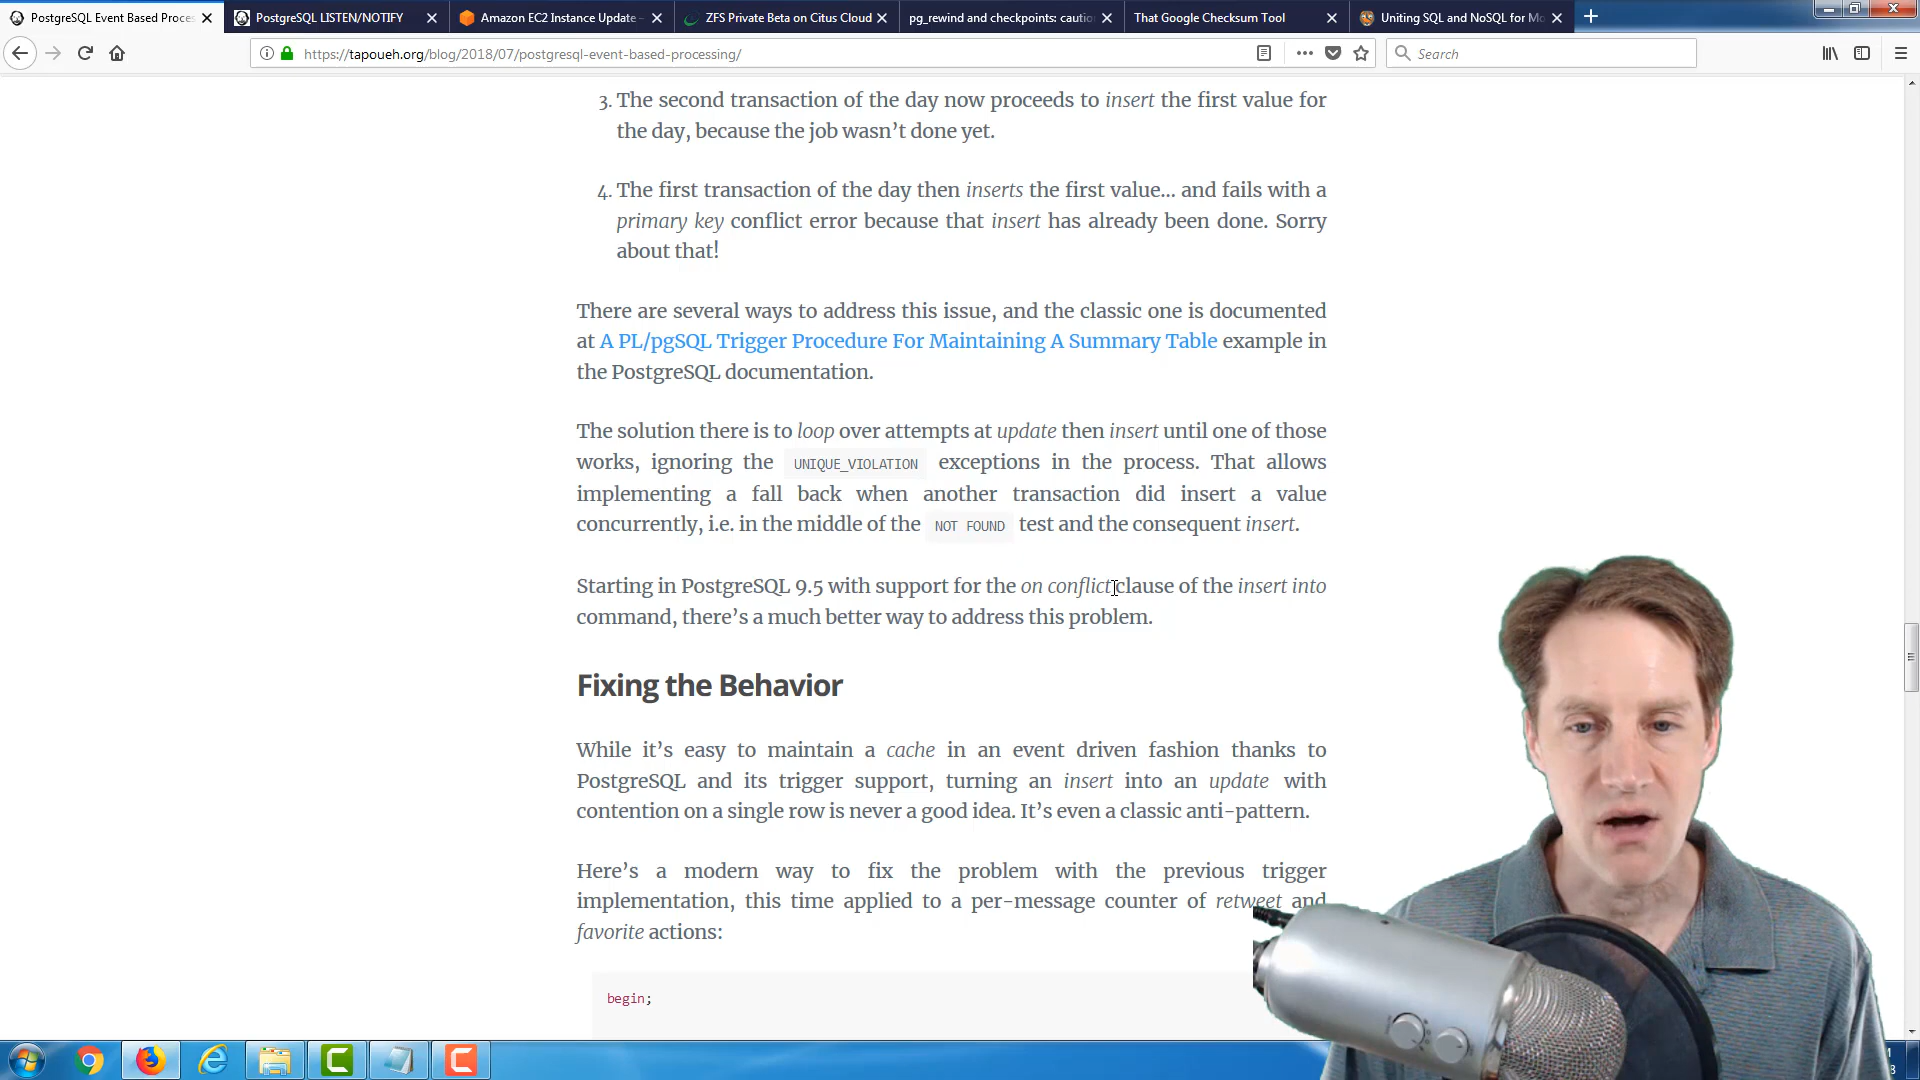 PostgreSQL Event Based Proces
PostgreSQL LISTEN/NOTIFY
Amazon EC2 Instance Update -
ZFS Private Beta on Citus Cloud
pg_rewind and checkpoints: cautio
That Google Checksum Tool
Uniting SQL and NoSQL for Mo
https://tapoueh.org/blog/2018/07/postgresql-event-based-processing/
Search
3. The second transaction of the day now proceeds to insert the first value for
the day, because the job wasn’t done yet.
4. The first transaction of the day then inserts the first value… and fails with a
primary key conflict error because that insert has already been done. Sorry
about that!
There are several ways to address this issue, and the classic one is documented
at A PL/pgSQL Trigger Procedure For Maintaining A Summary Table example in
the PostgreSQL documentation.
The solution there is to loop over attempts at update then insert until one of those
works, ignoring the UNIQUE_VIOLATION exceptions in the process. That allows
implementing a fall back when another transaction did insert a value
concurrently, i.e. in the middle of the NOT FOUND test and the consequent insert.
Starting in PostgreSQL 9.5 with support for the on conflict clause of the insert into
command, there’s a much better way to address this problem.
Fixing the Behavior
While it’s easy to maintain a cache in an event driven fashion thanks to
PostgreSQL and its trigger support, turning an insert into an update with
contention on a single row is never a good idea. It’s even a classic anti-pattern.
Here’s a modern way to fix the problem with the previous trigger
implementation, this time applied to a per-message counter of retweet and
favorite actions:
begin;